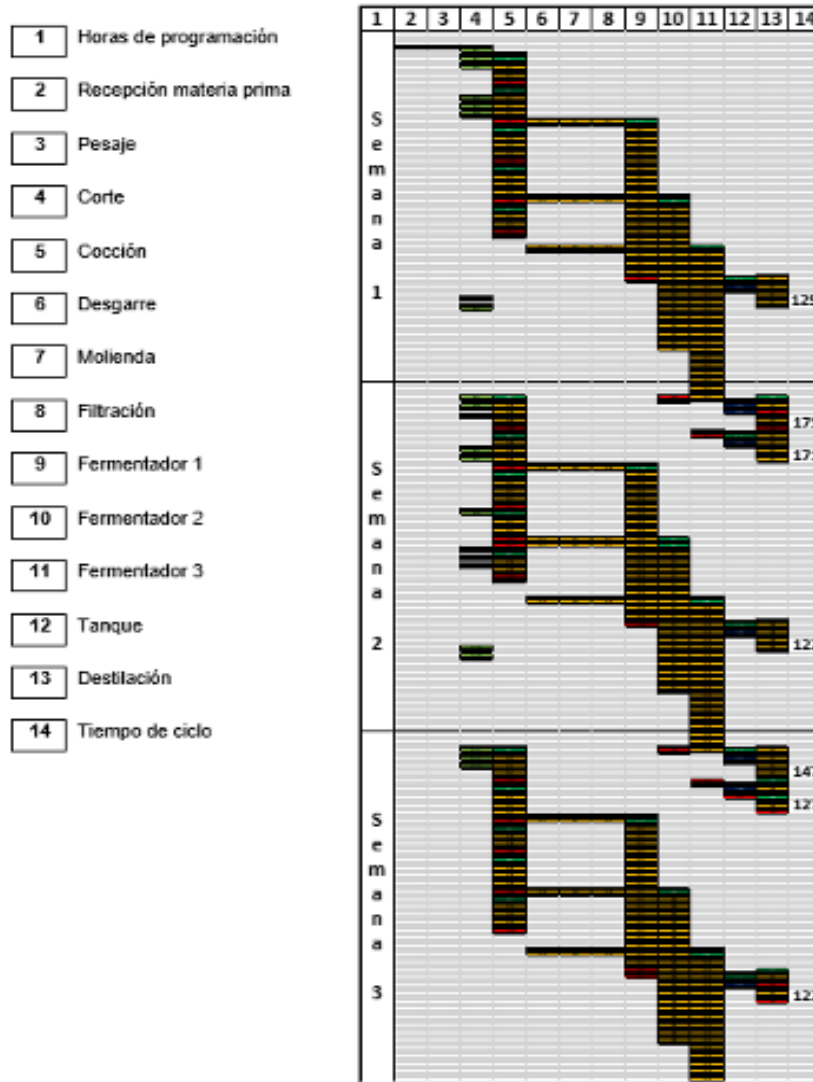 1 Horas de programación
2 Recepción materia prima
3 Pesaje
4 Corte
5 Cocción
6 Desgarre
7 Molienda
8 Filtración
9 Fermentador 1
10 Fermentador 2
11 Fermentador 3
12 Tanque
13 Destilación
14 Tiempo de ciclo
1 2 3 4 5 6 7 8 9 10 11 12 13 14
Semana 1
175
Semana 2
147
127
Semana 3